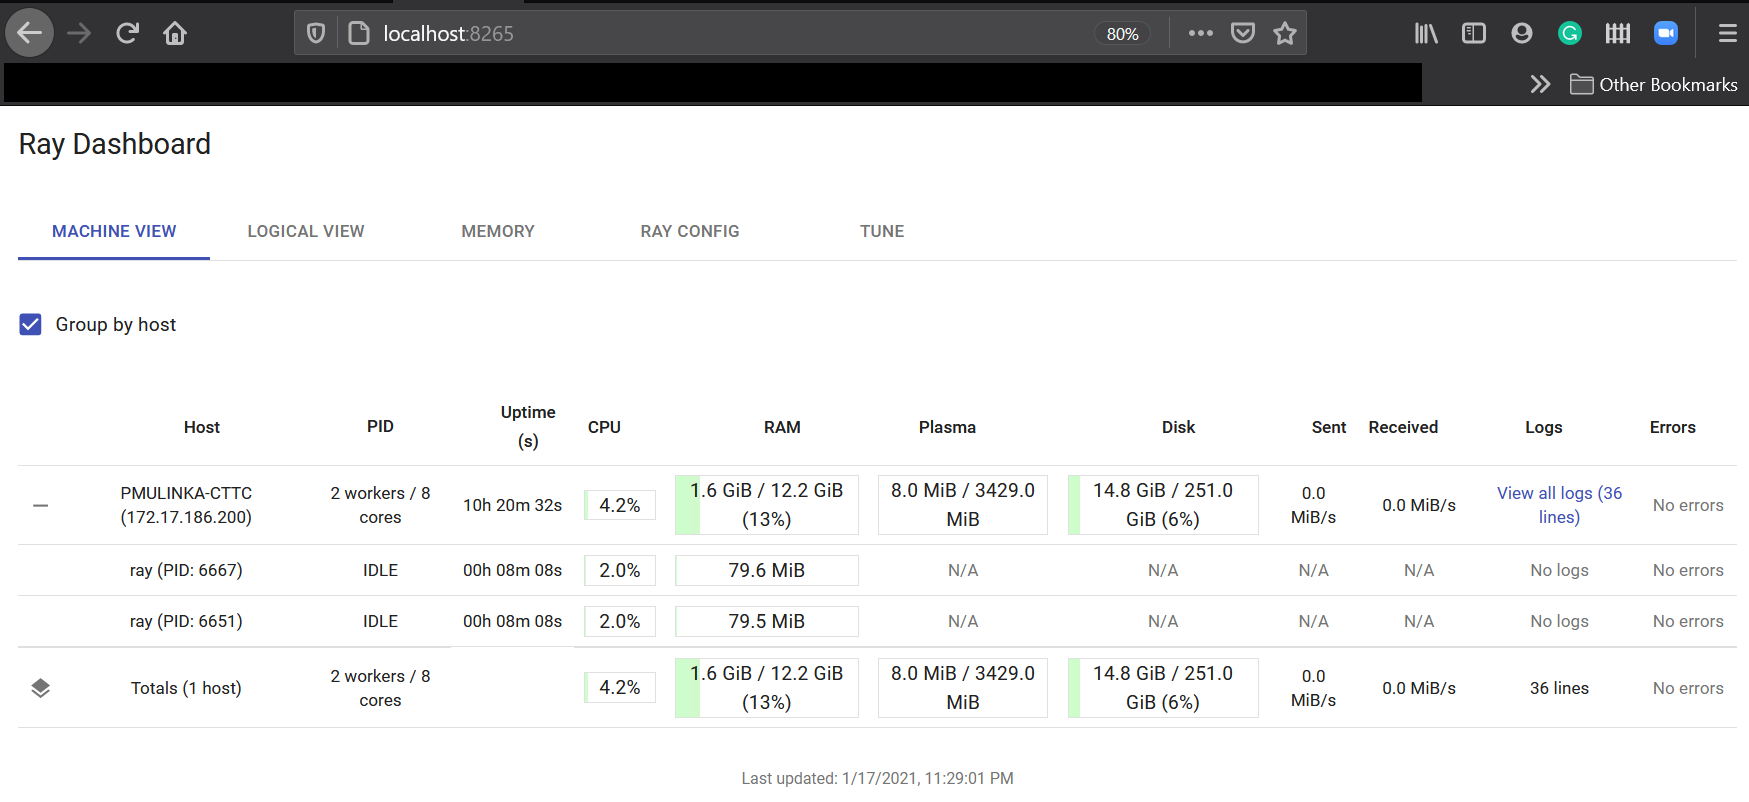 localhost:8265
80%
Other Bookmarks
Ray Dashboard
MACHINE VIEW LOGICAL VIEW MEMORY RAY CONFIG TUNE
Group by host
Host PID Uptime (s) CPU RAM Plasma Disk Sent Received Logs Errors
PMULINKA-CTTC (172.17.186.200) 2 workers / 8 cores 10h 20m 32s 4.2% 1.6 GiB / 12.2 GiB (13%) 8.0 MiB / 3429.0 MiB 14.8 GiB / 251.0 GiB (6%) 0.0 MiB/s 0.0 MiB/s View all logs (36 lines) No errors
ray (PID: 6667) IDLE 00h 08m 08s 2.0% 79.6 MiB N/A N/A N/A N/A No logs No errors
ray (PID: 6651) IDLE 00h 08m 08s 2.0% 79.5 MiB N/A N/A N/A N/A No logs No errors
Totals (1 host) 2 workers / 8 cores 4.2% 1.6 GiB / 12.2 GiB (13%) 8.0 MiB / 3429.0 MiB 14.8 GiB / 251.0 GiB (6%) 0.0 MiB/s 0.0 MiB/s 36 lines No errors
Last updated: 1/17/2021, 11:29:01 PM